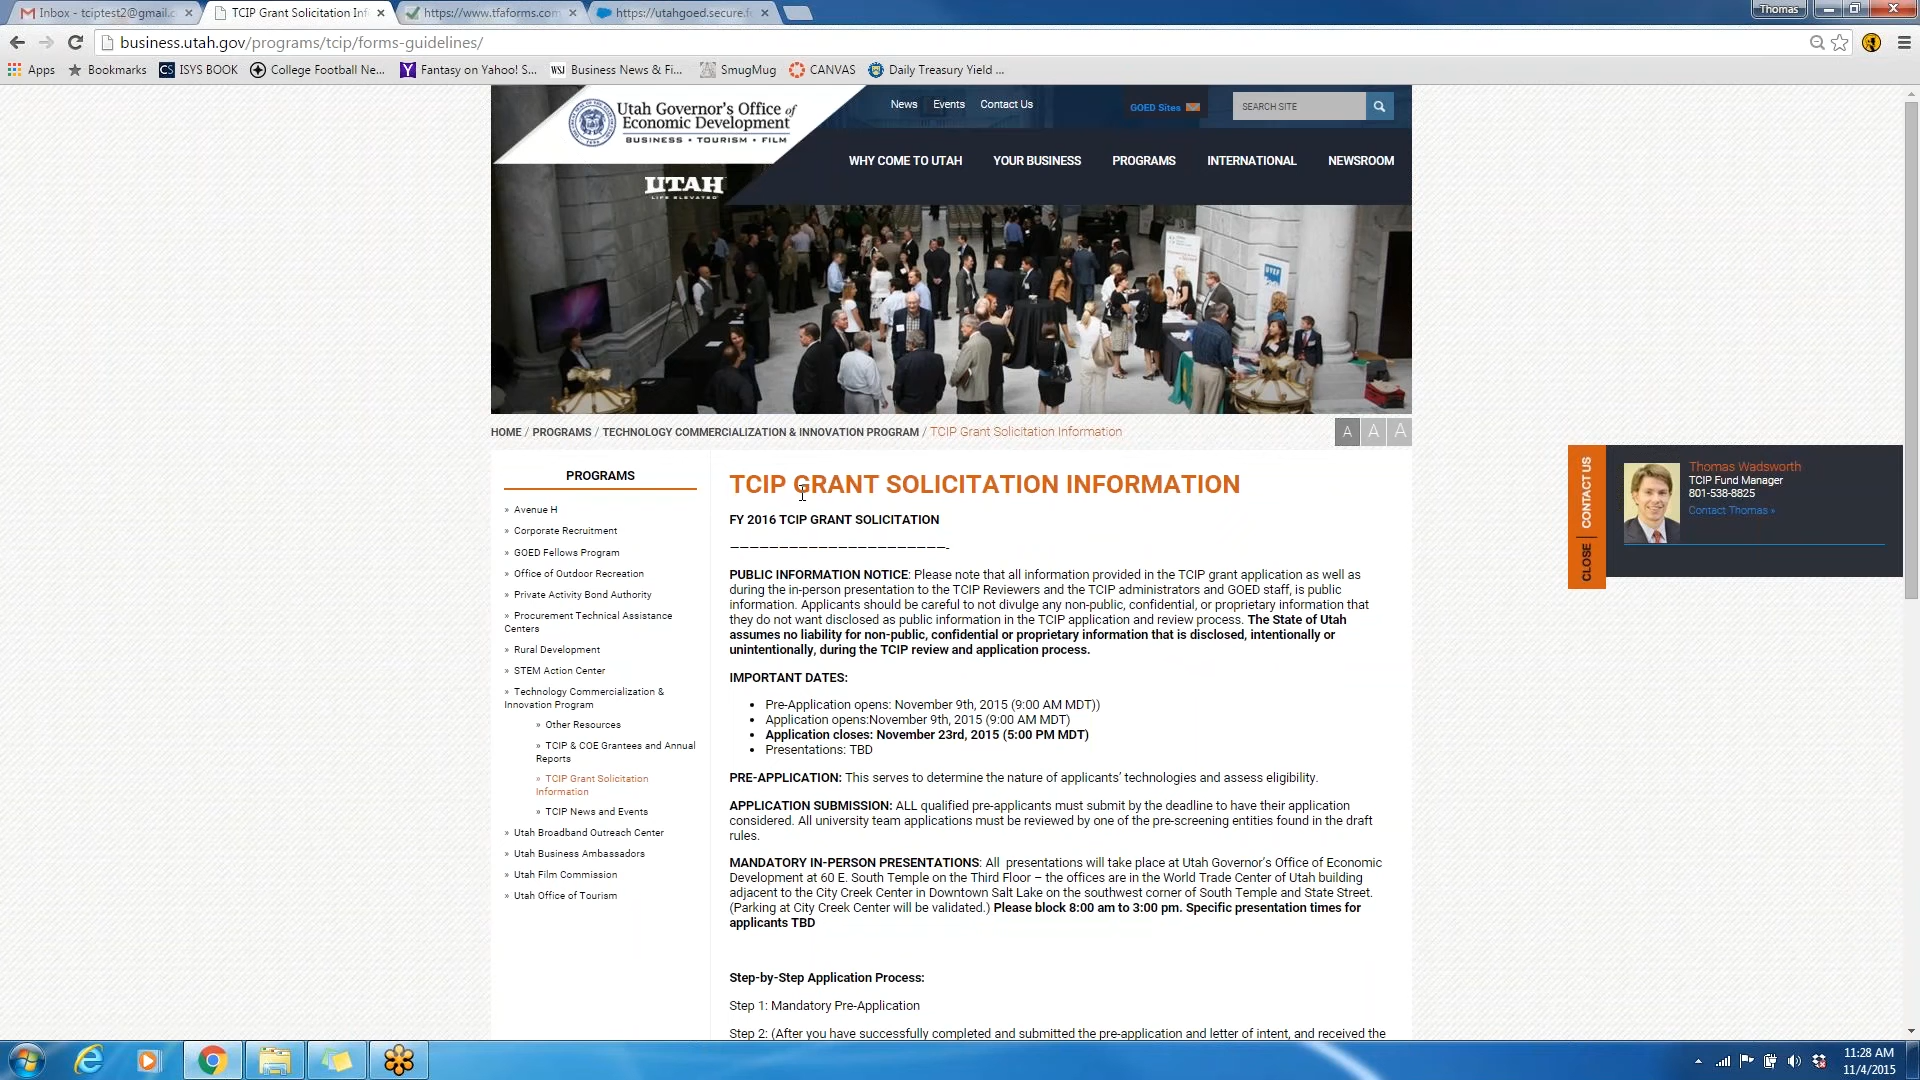 Inbox - tciptest2@gmail.c
TCIP Grant Solicitation Inf
https://www.tfaforms.com
https://utahgoed.secure.f
Thomas
business.utah.gov/programs/tcip/forms-guidelines/
Apps
Bookmarks
ISYS BOOK
College Football Ne...
Fantasy on Yahoo! S...
Business News & Fi...
SmugMug
CANVAS
Daily Treasury Yield ...
Utah Governor's Office of
Economic Development
BUSINESS • TOURISM • FILM
UTAH
LIFE ELEVATED
News
Events
Contact Us
GOED Sites
SEARCH SITE
WHY COME TO UTAH
YOUR BUSINESS
PROGRAMS
INTERNATIONAL
NEWSROOM
HOME / PROGRAMS / TECHNOLOGY COMMERCIALIZATION & INNOVATION PROGRAM / TCIP Grant Solicitation Information
A A A
PROGRAMS
» Avenue H
» Corporate Recruitment
» GOED Fellows Program
» Office of Outdoor Recreation
» Private Activity Bond Authority
» Procurement Technical Assistance
Centers
» Rural Development
» STEM Action Center
» Technology Commercialization &
Innovation Program
» Other Resources
» TCIP & COE Grantees and Annual
Reports
» TCIP Grant Solicitation
Information
» TCIP News and Events
» Utah Broadband Outreach Center
» Utah Business Ambassadors
» Utah Film Commission
» Utah Office of Tourism
TCIP GRANT SOLICITATION INFORMATION
FY 2016 TCIP GRANT SOLICITATION
——————————————————————-
PUBLIC INFORMATION NOTICE: Please note that all information provided in the TCIP grant application as well as
during the in-person presentation to the TCIP Reviewers and the TCIP administrators and GOED staff, is public
information. Applicants should be careful to not divulge any non-public, confidential, or proprietary information that
they do not want disclosed as public information in the TCIP application and review process. The State of Utah
assumes no liability for non-public, confidential or proprietary information that is disclosed, intentionally or
unintentionally, during the TCIP review and application process.
IMPORTANT DATES:
• Pre-Application opens: November 9th, 2015 (9:00 AM MDT))
• Application opens:November 9th, 2015 (9:00 AM MDT)
• Application closes: November 23rd, 2015 (5:00 PM MDT)
• Presentations: TBD
PRE-APPLICATION: This serves to determine the nature of applicants' technologies and assess eligibility.
APPLICATION SUBMISSION: ALL qualified pre-applicants must submit by the deadline to have their application
considered. All university team applications must be reviewed by one of the pre-screening entities found in the draft
rules.
MANDATORY IN-PERSON PRESENTATIONS: All presentations will take place at Utah Governor's Office of Economic
Development at 60 E. South Temple on the Third Floor – the offices are in the World Trade Center of Utah building
adjacent to the City Creek Center in Downtown Salt Lake on the southwest corner of South Temple and State Street.
(Parking at City Creek Center will be validated.) Please block 8:00 am to 3:00 pm. Specific presentation times for
applicants TBD
Step-by-Step Application Process:
Step 1: Mandatory Pre-Application
Step 2: (After you have successfully completed and submitted the pre-application and letter of intent, and received the
CONTACT US
CLOSE
Thomas Wadsworth
TCIP Fund Manager
801-538-8825
Contact Thomas »
11:28 AM
11/4/2015